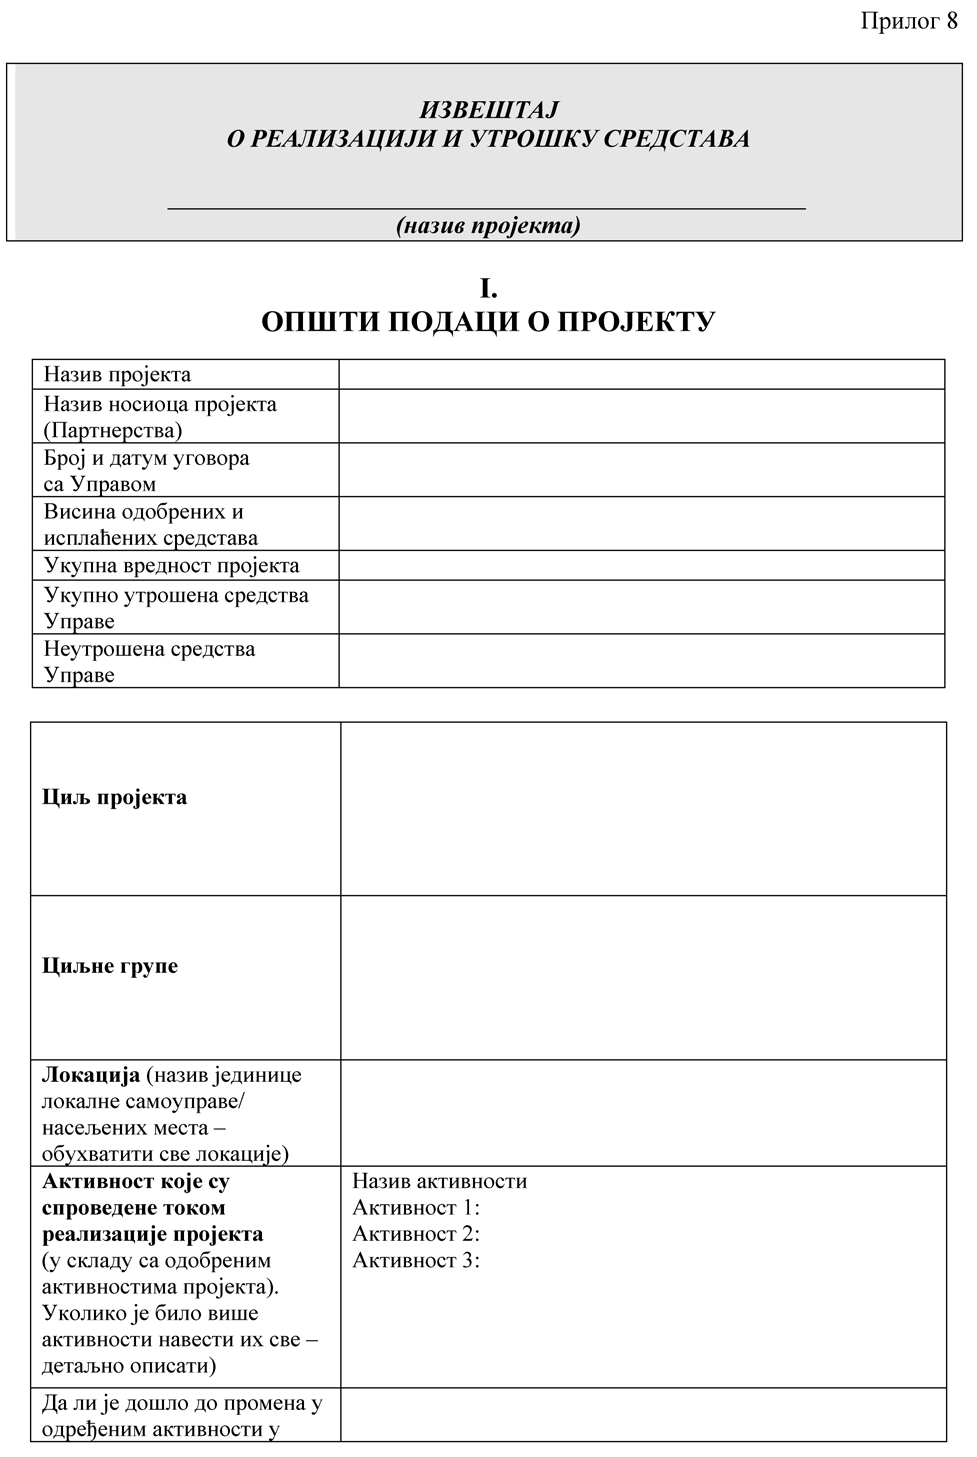 Прилог 8
ИЗВЕШТАЈ
О РЕАЛИЗАЦИЈИ И УТРОШКУ СРЕДСТАВА
(назив пројекта)
I.
ОПШТИ ПОДАЦИ О ПРОЈЕКТУ
Назив пројекта
Назив носиоца пројекта
(Партнерства)
Број и датум уговора
са Управом
Висина одобрених и
исплаћених средстава
Укупна вредност пројекта
Укупно утрошена средства
Управе
Неутрошена средства
Управе
Циљ пројекта
Циљне групе
Локација (назив јединице
локалне самоуправе/
насељених места –
обухватити све локације)
Активност које су
спроведене током
реализације пројекта
(у складу са одобреним
активностима пројекта).
Уколико је било више
активности навести их све –
детаљно описати)
Назив активности
Активност 1:
Активност 2:
Активност 3:
Да ли је дошло до промена у
одређеним активности у